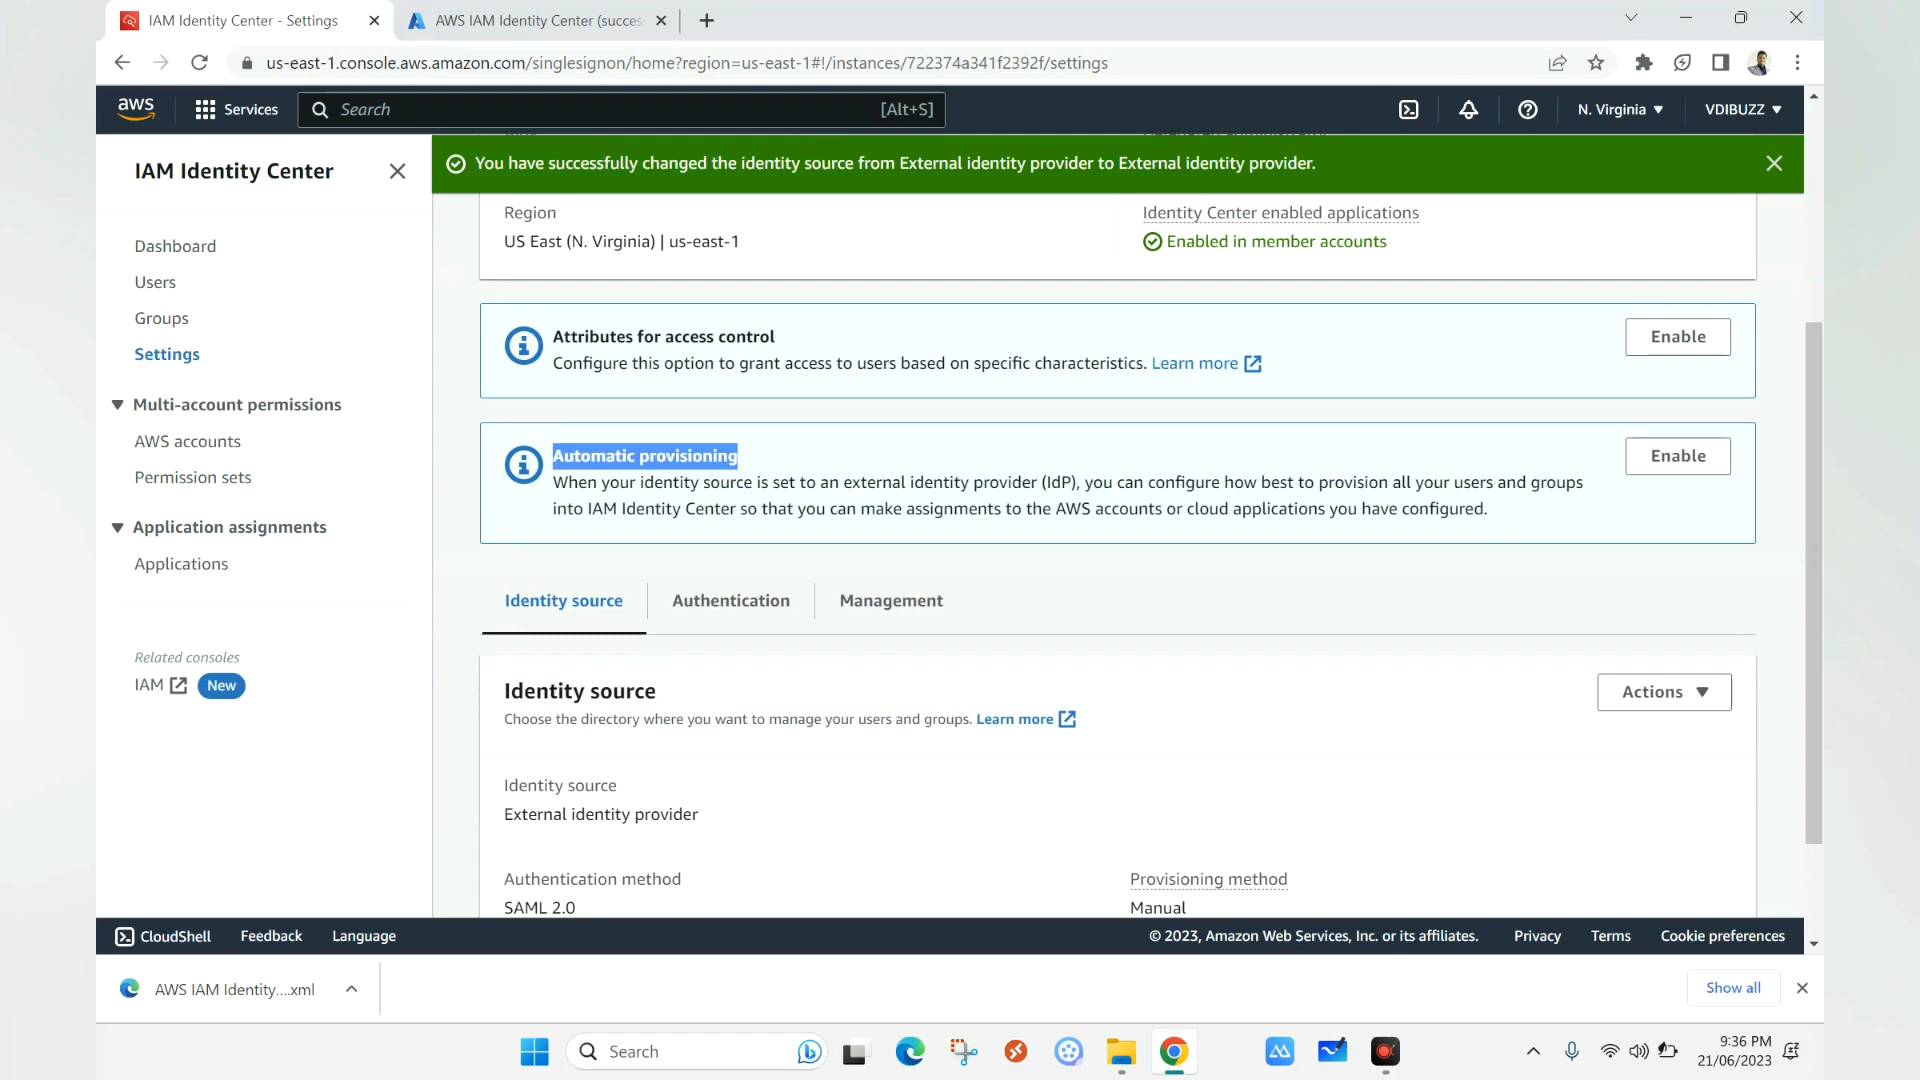 IAM Identity Center - Settings
AWS IAM Identity Center (succes
us-east-1.console.aws.amazon.com/singlesignon/home?region=us-east-1#!/instances/722374a341f2392f/settings
aws
Services
Search
[Alt+S]
N. Virginia
VDIBUZZ
IAM Identity Center
You have successfully changed the identity source from External identity provider to External identity provider.
Dashboard
Users
Groups
Settings
Multi-account permissions
AWS accounts
Permission sets
Application assignments
Applications
Related consoles
IAM
New
Region
US East (N. Virginia) | us-east-1
Identity Center enabled applications
Enabled in member accounts
Attributes for access control
Configure this option to grant access to users based on specific characteristics. Learn more
Enable
Automatic provisioning
When your identity source is set to an external identity provider (IdP), you can configure how best to provision all your users and groups
into IAM Identity Center so that you can make assignments to the AWS accounts or cloud applications you have configured.
Enable
Identity source
Authentication
Management
Identity source
Choose the directory where you want to manage your users and groups. Learn more
Actions
Identity source
External identity provider
Authentication method
SAML 2.0
Provisioning method
Manual
CloudShell
Feedback
Language
© 2023, Amazon Web Services, Inc. or its affiliates.
Privacy
Terms
Cookie preferences
AWS IAM Identity....xml
Show all
Search
9:36 PM
21/06/2023